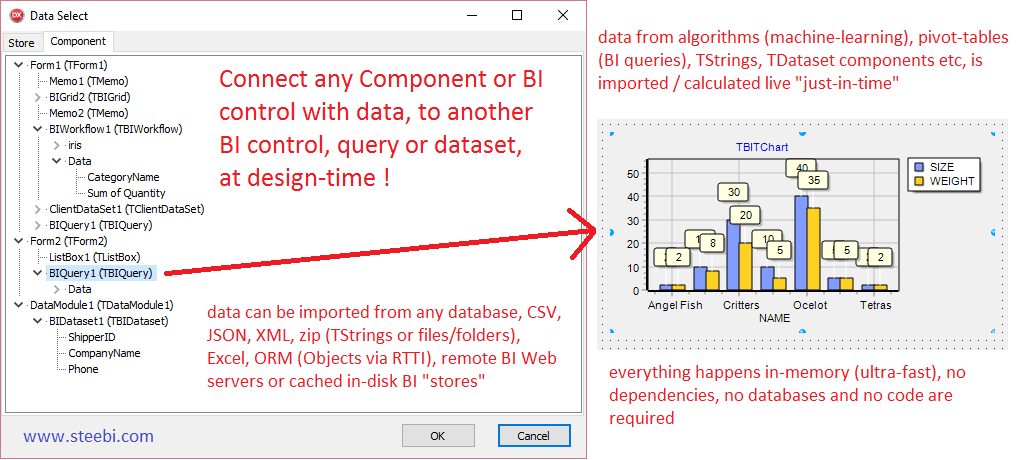 Data Select
Store
Component
Form1 (TForm1)
Memo1 (TMemo)
BIGrid2 (TBIGrid)
Memo2 (TMemo)
BIWorkflow1 (TBIWorkflow)
iris
Data
CategoryName
Sum of Quantity
ClientDataSet1 (TClientDataSet)
BIQuery1 (TBIQuery)
Form2 (TForm2)
ListBox1 (TListBox)
BIQuery1 (TBIQuery)
Data
DataModule1 (TDataModule1)
BIDataset1 (TBIDataset)
ShipperID
CompanyName
Phone
Connect any Component or BI
control with data, to another
BI control, query or dataset,
at design-time !
data can be imported from any database, CSV,
JSON, XML, zip (TStrings or files/folders),
Excel, ORM (Objects via RTTI), remote BI Web
servers or cached in-disk BI "stores"
www.steebi.com
OK
Cancel
data from algorithms (machine-learning), pivot-tables
(BI queries), TStrings, TDataset components etc, is
imported / calculated live "just-in-time"
TBITChart
SIZE
WEIGHT
50
40
30
20
10
0
2
8
30
20
5
40
35
5
2
Angel Fish
Critters
Ocelot
Tetras
NAME
everything happens in-memory (ultra-fast), no
dependencies, no databases and no code are
required